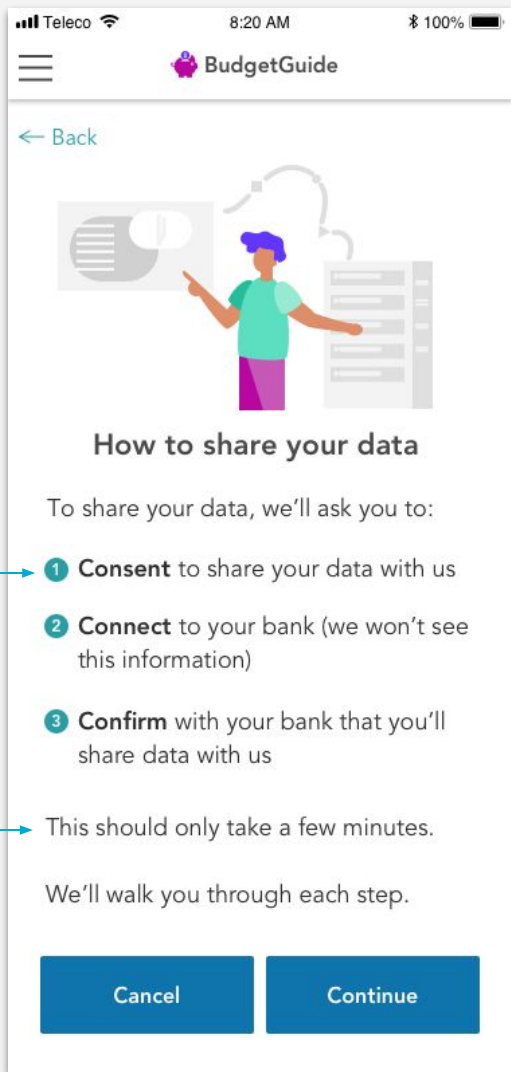 Teleco 8:20 AM 100%
BudgetGuide
← Back
How to share your data
To share your data, we’ll ask you to:
1 Consent to share your data with us
2 Connect to your bank (we won’t see
this information)
3 Confirm with your bank that you’ll
share data with us
This should only take a few minutes.
We’ll walk you through each step.
Cancel Continue